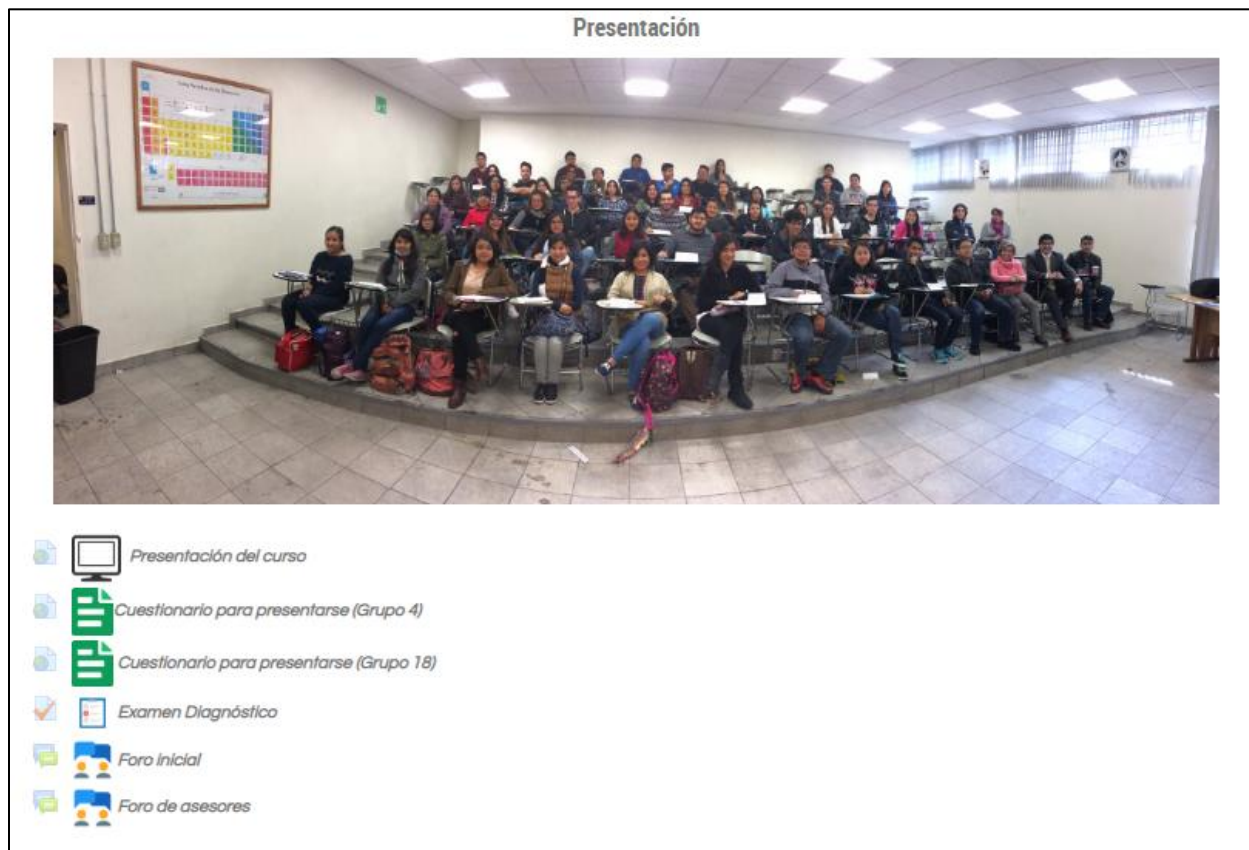 Presentación
Presentación del curso
Cuestionario para presentarse (Grupo 4)
Cuestionario para presentarse (Grupo 18)
Examen Diagnóstico
Foro inicial
Foro de asesores